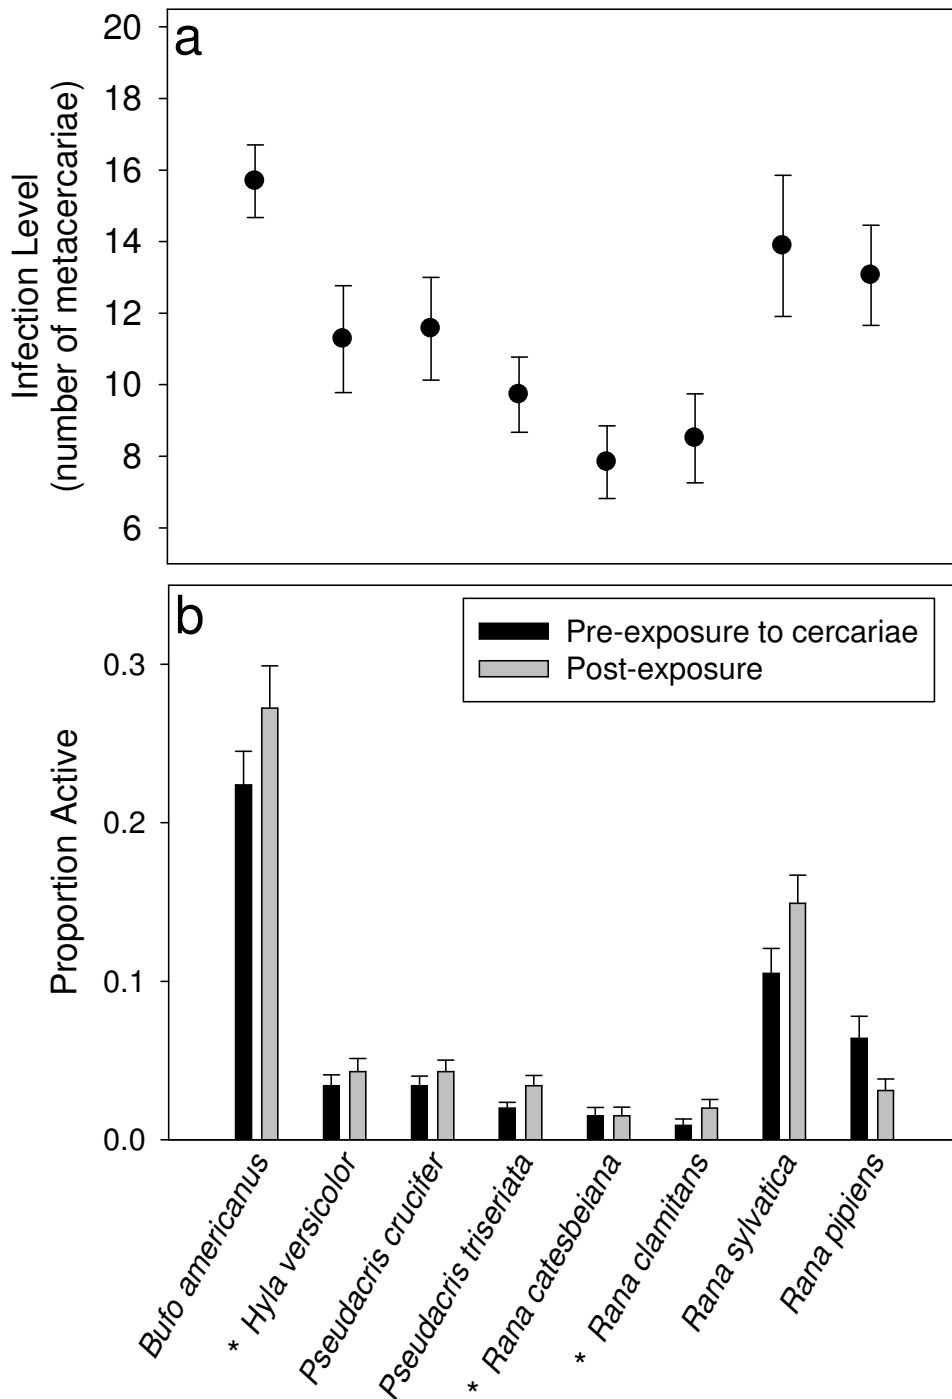 a
20
18
16
14
12
10
8
6
Infection Level
(number of metacercariae)
b
Pre-exposure to cercariae
Post-exposure
0.3
0.2
0.1
0.0
Proportion Active
Bufo americanus
* Hyla versicolor
Pseudacris crucifer
Pseudacris triseriata
* Rana catesbeiana
* Rana clamitans
Rana sylvatica
Rana pipiens